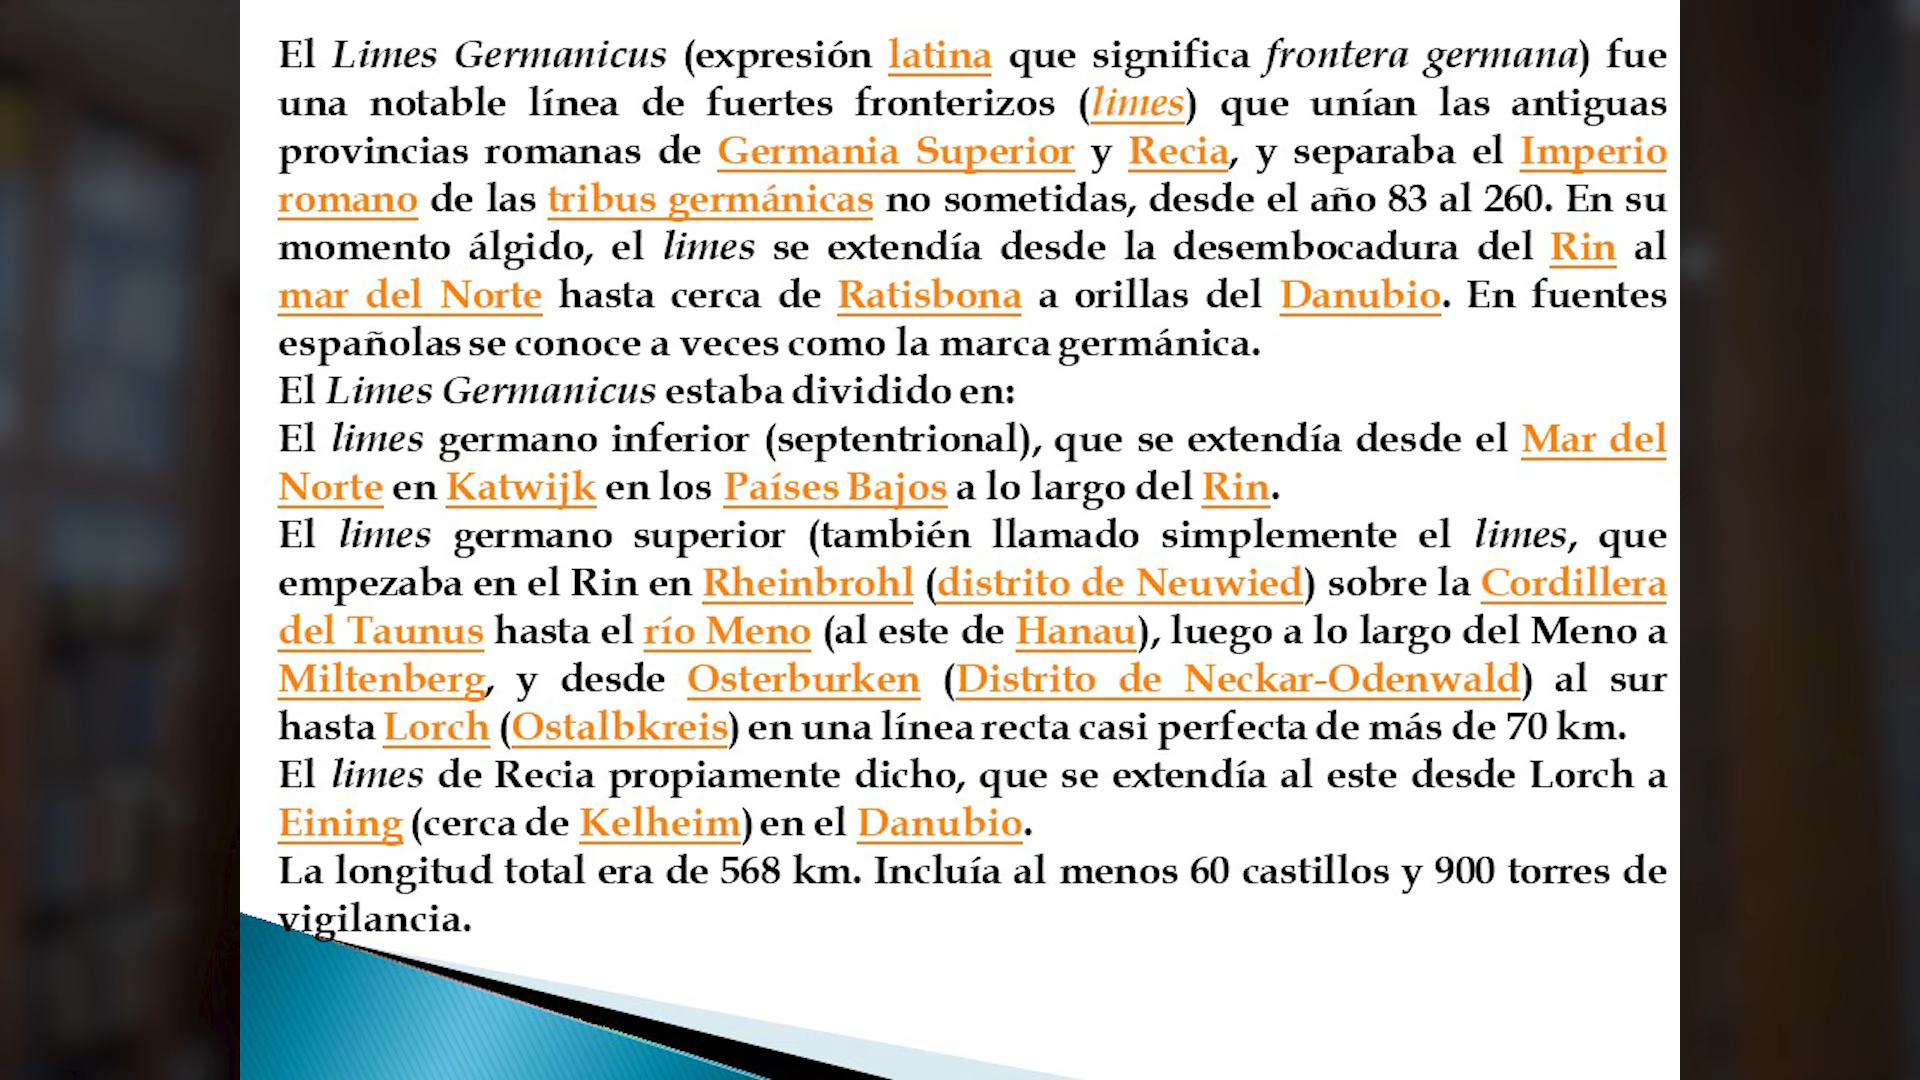 El Limes Germanicus (expresión latina que significa frontera germana) fue
una notable línea de fuertes fronterizos (limes) que unían las antiguas
provincias romanas de Germania Superior y Recia, y separaba el Imperio
romano de las tribus germánicas no sometidas, desde el año 83 al 260. En su
momento álgido, el limes se extendía desde la desembocadura del Rin al
mar del Norte hasta cerca de Ratisbona a orillas del Danubio. En fuentes
españolas se conoce a veces como la marca germánica.
El Limes Germanicus estaba dividido en:
El limes germano inferior (septentrional), que se extendía desde el Mar del
Norte en Katwijk en los Países Bajos a lo largo del Rin.
El limes germano superior (también llamado simplemente el limes, que
empezaba en el Rin en Rheinbrohl (distrito de Neuwied) sobre la Cordillera
del Taunus hasta el río Meno (al este de Hanau), luego a lo largo del Meno a
Miltenberg, y desde Osterburken (Distrito de Neckar-Odenwald) al sur
hasta Lorch (Ostalbkreis) en una línea recta casi perfecta de más de 70 km.
El limes de Recia propiamente dicho, que se extendía al este desde Lorch a
Eining (cerca de Kelheim) en el Danubio.
La longitud total era de 568 km. Incluía al menos 60 castillos y 900 torres de
vigilancia.